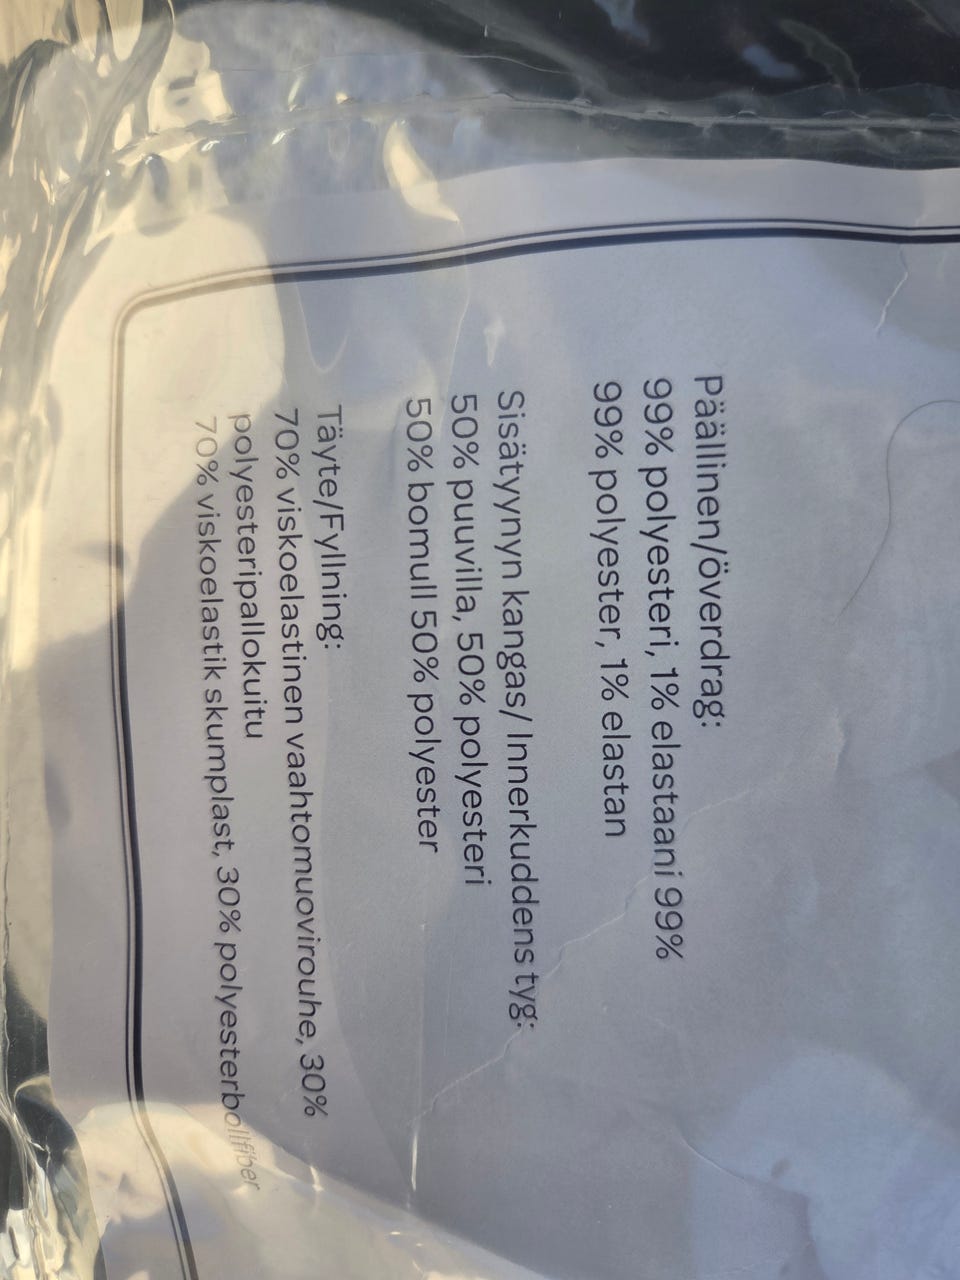 Päällinen/överdrag:
99% polyesteri, 1% elastaani 99%
99% polyester, 1% elastan
Sisätyynyn kangas/ Innerkuddens tyg:
50% puuvilla, 50% polyesteri
50% bomull 50% polyester
Täyte/Fyllning:
70% viskoelastinen vaahtomuovirouhe, 30%
polyesteripallokuitu
70% viskoelastik skumplast, 30% polyesterbollfiber